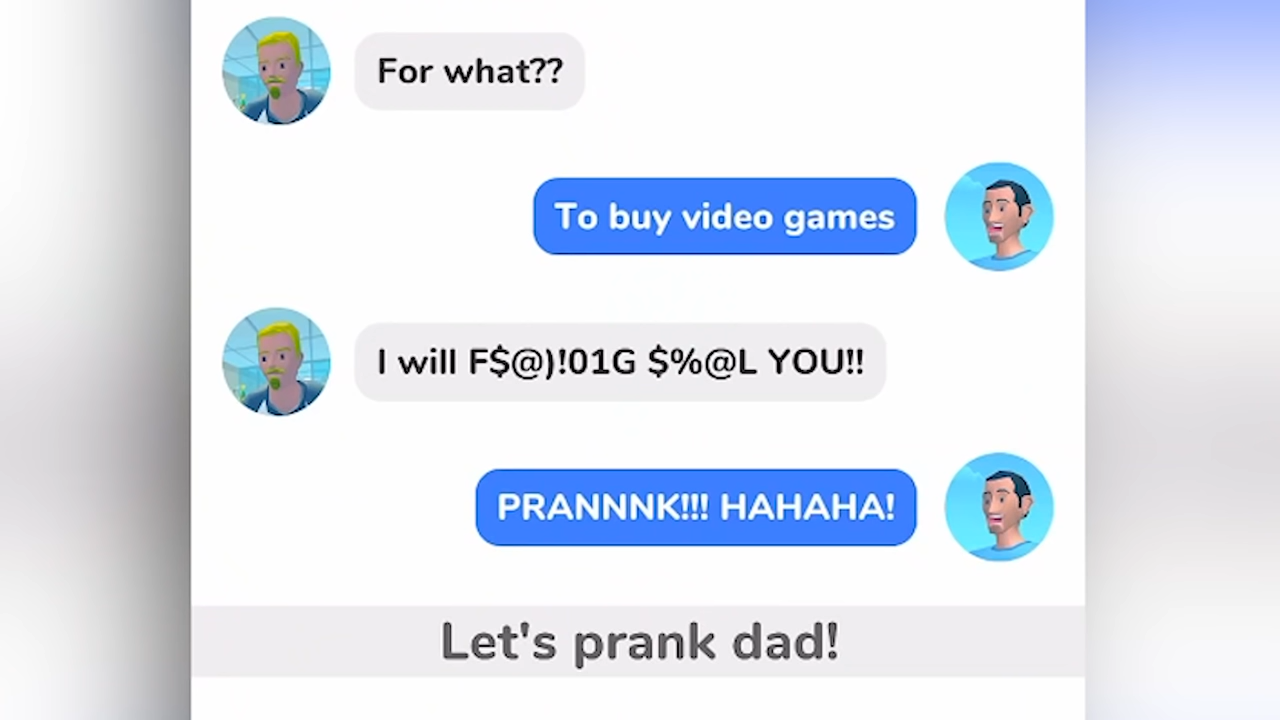 For what??
To buy video games
I will F$@)!01G $%@L YOU!!
PRANNNK!!! HAHAHA!
Let's prank dad!